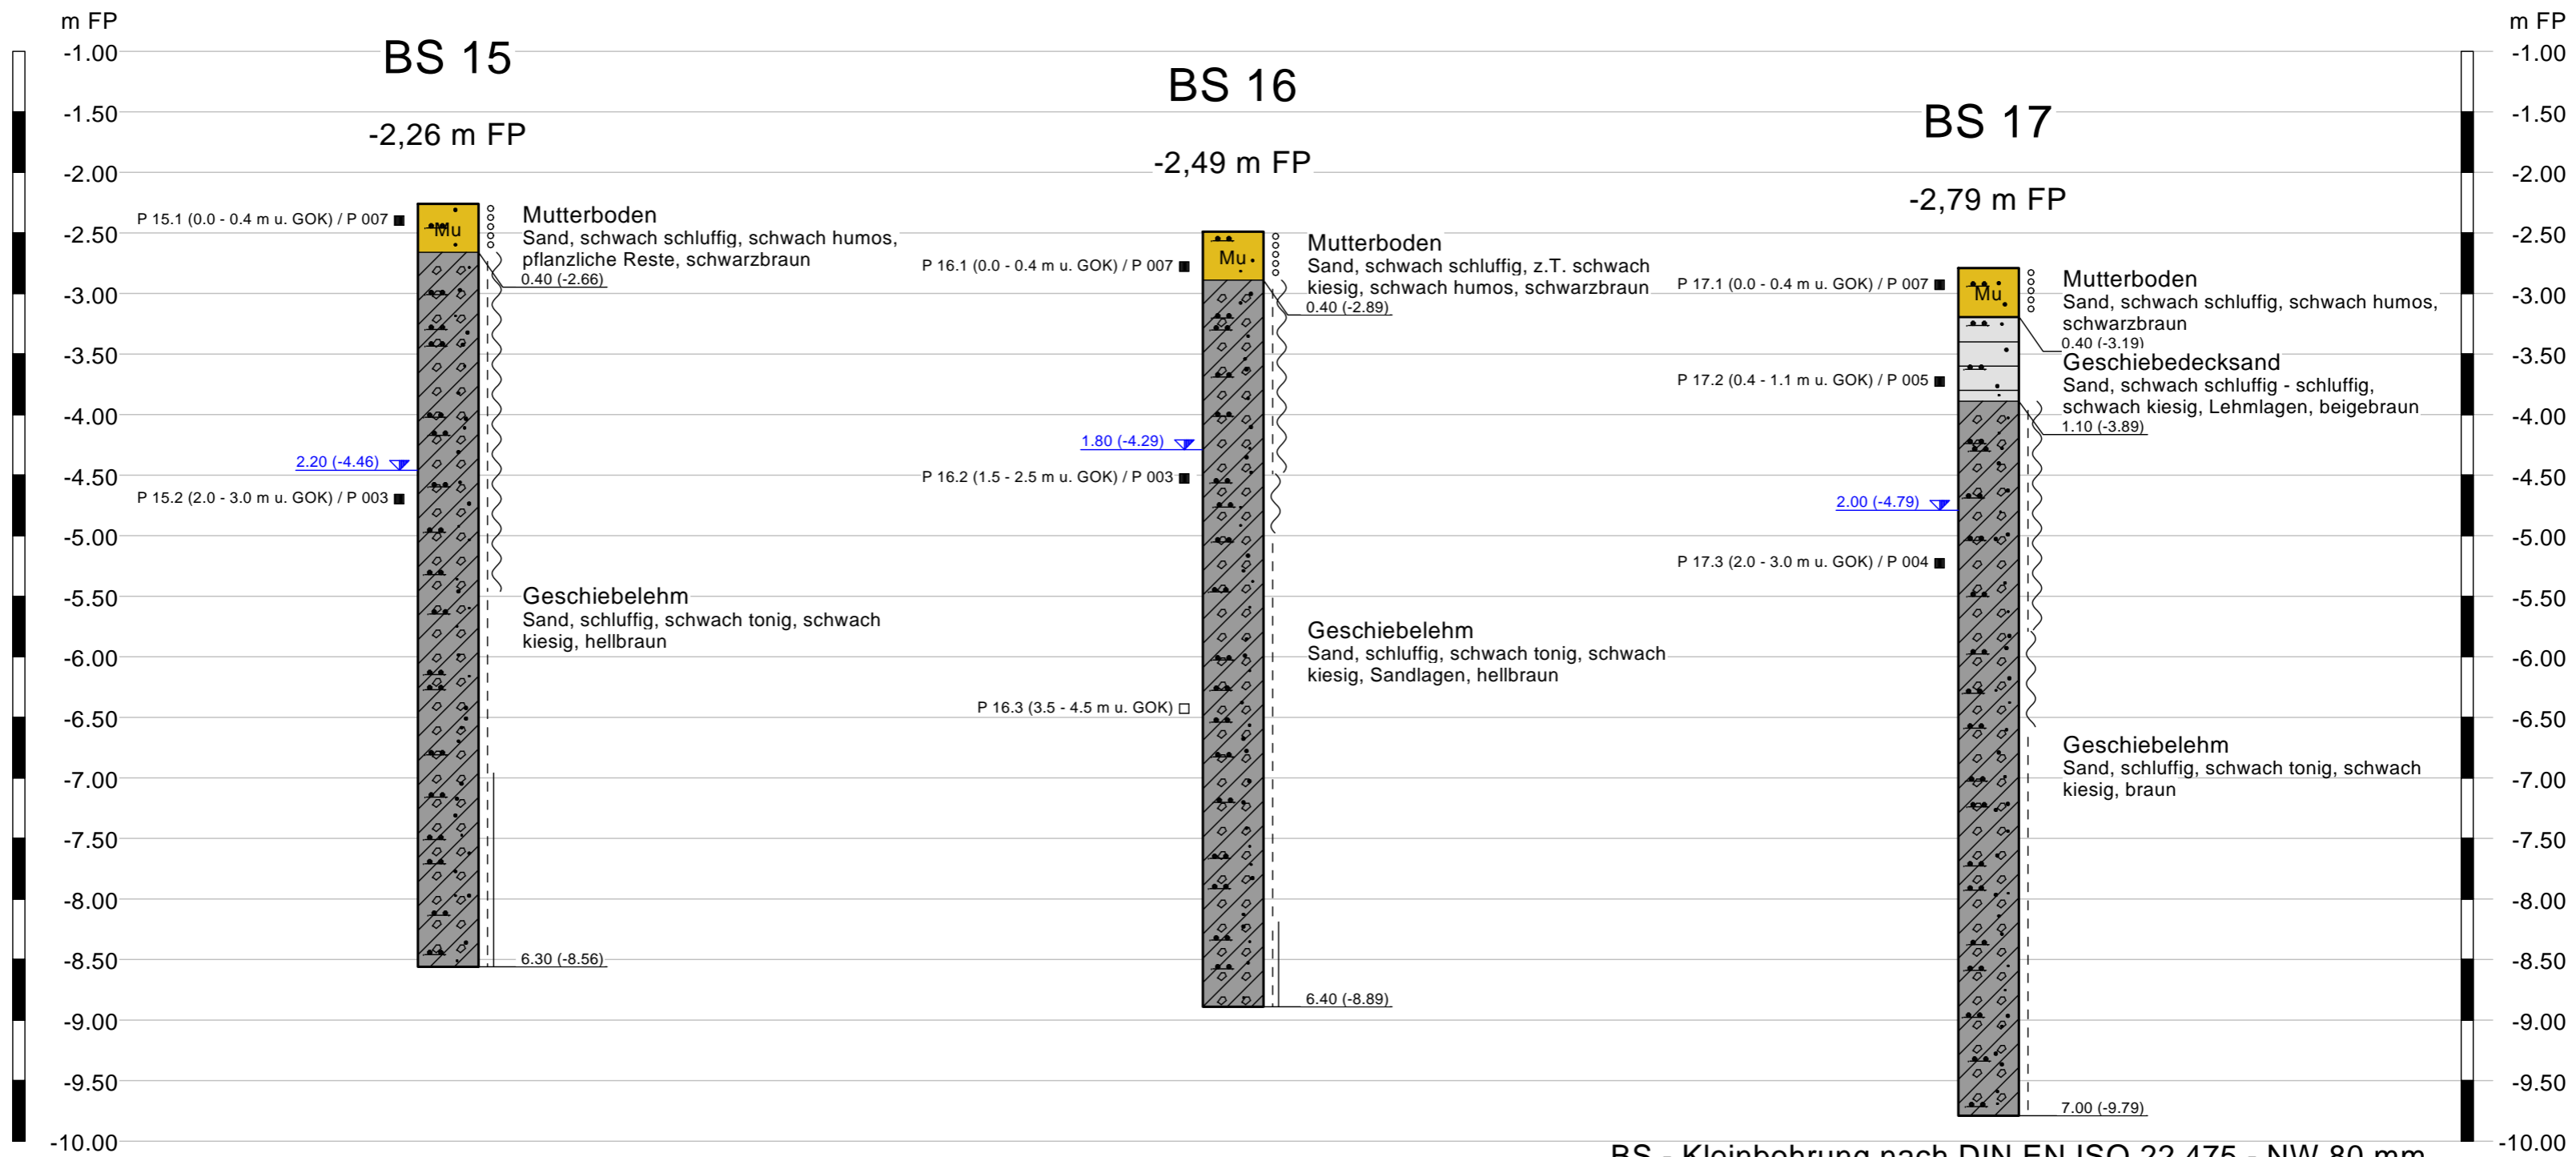 m FP
m FP
-1.00
-1.50
-2.00
-2.50
-3.00
-3.50
-4.00
-4.50
-5.00
-5.50
-6.00
-6.50
-7.00
-7.50
-8.00
-8.50
-9.00
-9.50
-10.00
BS 15
-2,26 m FP
P 15.1 (0.0 - 0.4 m u. GOK) / P 007
Mu
Mutterboden
Sand, schwach schluffig, schwach humos,
pflanzliche Reste, schwarzbraun
0.40 (-2.66)
2.20 (-4.46)
P 15.2 (2.0 - 3.0 m u. GOK) / P 003
Geschiebelehm
Sand, schluffig, schwach tonig, schwach
kiesig, hellbraun
6.30 (-8.56)
BS 16
-2,49 m FP
Mu
P 16.1 (0.0 - 0.4 m u. GOK) / P 007
Mutterboden
Sand, schwach schluffig, z.T. schwach
kiesig, schwach humos, schwarzbraun
0.40 (-2.89)
1.80 (-4.29)
P 16.2 (1.5 - 2.5 m u. GOK) / P 003
Geschiebelehm
Sand, schluffig, schwach tonig, schwach
kiesig, Sandlagen, hellbraun
P 16.3 (3.5 - 4.5 m u. GOK)
6.40 (-8.89)
BS 17
-2,79 m FP
P 17.1 (0.0 - 0.4 m u. GOK) / P 007
Mu
Mutterboden
Sand, schwach schluffig, schwach humos,
schwarzbraun
0.40 (-3.19)
Geschiebedecksand
Sand, schwach schluffig - schluffig,
schwach kiesig, Lehmlagen, beigebraun
1.10 (-3.89)
P 17.2 (0.4 - 1.1 m u. GOK) / P 005
2.00 (-4.79)
P 17.3 (2.0 - 3.0 m u. GOK) / P 004
Geschiebelehm
Sand, schluffig, schwach tonig, schwach
kiesig, braun
7.00 (-9.79)
-1.00
-1.50
-2.00
-2.50
-3.00
-3.50
-4.00
-4.50
-5.00
-5.50
-6.00
-6.50
-7.00
-7.50
-8.00
-8.50
-9.00
-9.50
-10.00
BS - Kleinbohrung nach DIN EN ISO 22 475 - NW 80 mm